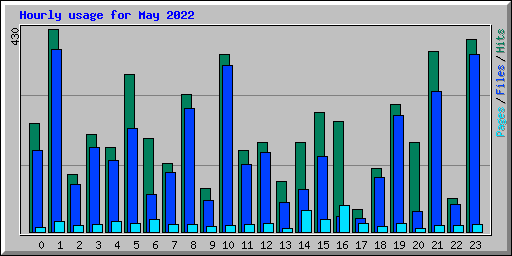 Hourly usage for May 2022
430
Pages/Files/Hits
0 1 2 3 4 5 6 7 8 9 10 11 12 13 14 15 16 17 18 19 20 21 22 23